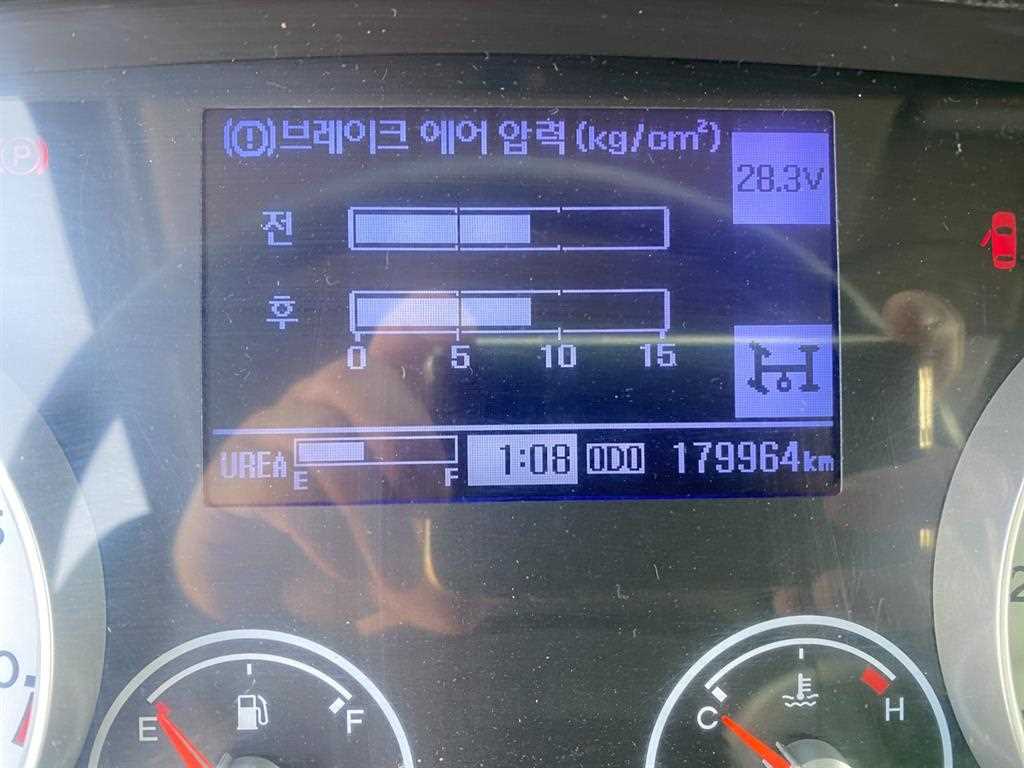 (P)
브레이크 에어 압력 (kg/cm²)
28.3V
전
후
0 5 10 15
UREA E F 1:08 ODO 179964km
E F
C H